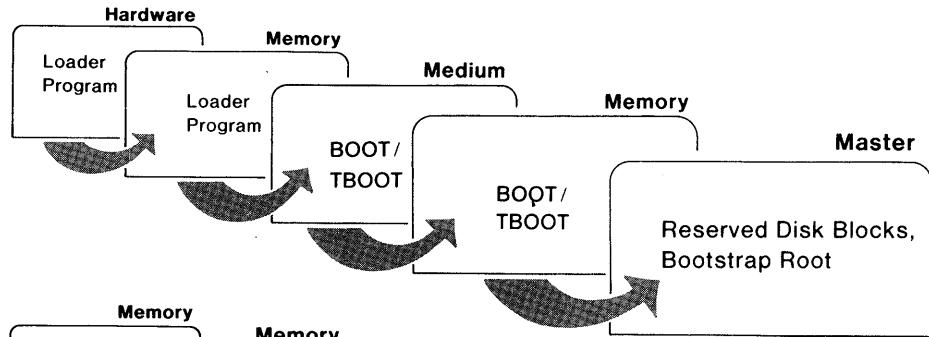 Hardware
Loader
Program
Memory
Loader
Program
Medium
BOOT /
TBOOT
Memory
BOOT /
TBOOT
Master
Reserved Disk Blocks,
Bootstrap Root
Memory
Memory